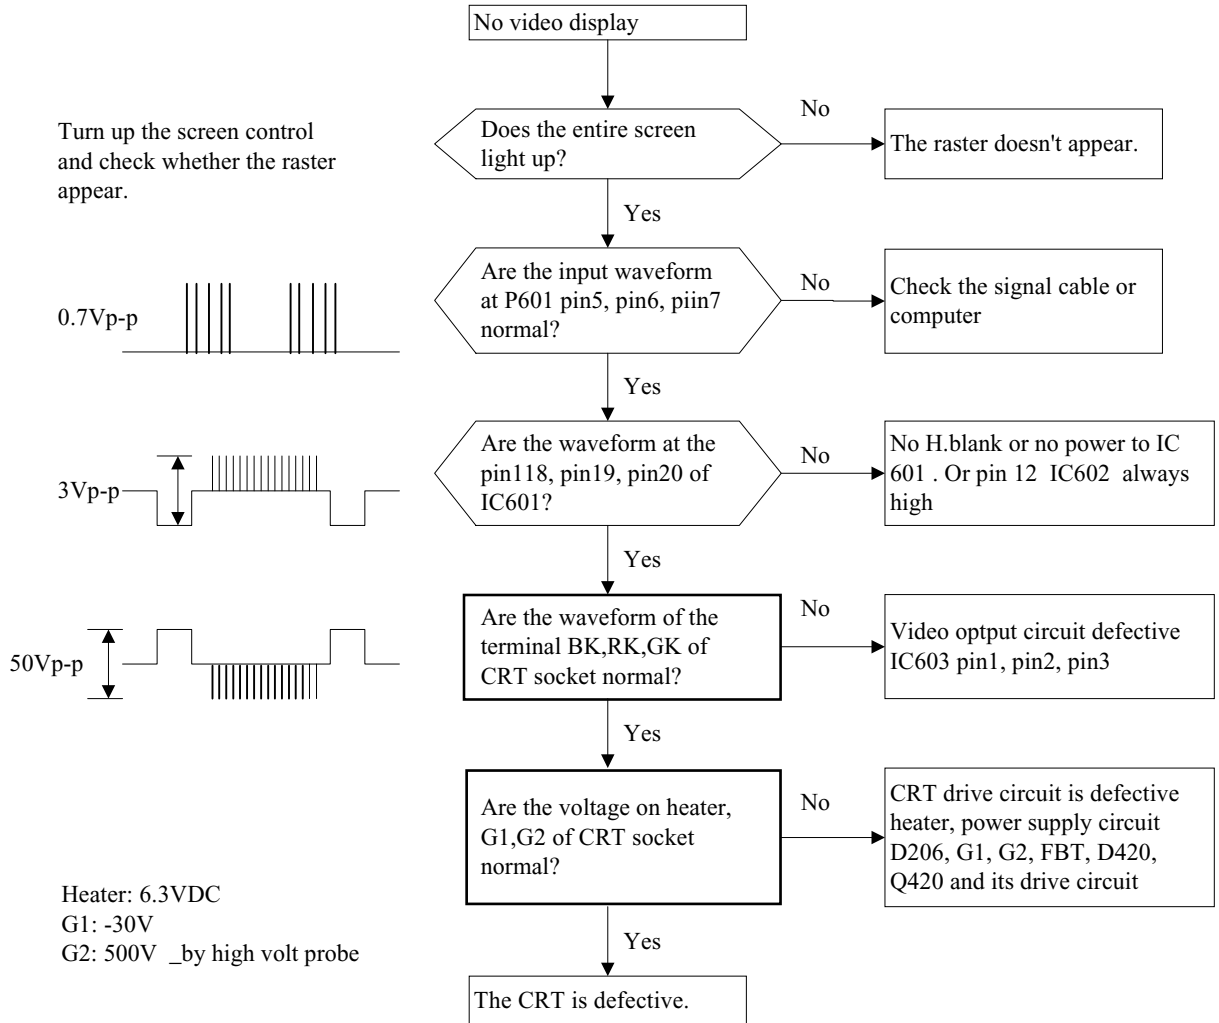 No video display
Turn up the screen control
and check whether the raster
appear.
Does the entire screen
light up?
No
The raster doesn't appear.
Yes
0.7Vp-p
Are the input waveform
at P601 pin5, pin6, piin7
normal?
No
Check the signal cable or
computer
Yes
3Vp-p
Are the waveform at the
pin118, pin19, pin20 of
IC601?
No
No H.blank or no power to IC
601 . Or pin 12 IC602 always
high
Yes
50Vp-p
Are the waveform of the
terminal BK,RK,GK of
CRT socket normal?
No
Video optput circuit defective
IC603 pin1, pin2, pin3
Yes
Are the voltage on heater,
G1,G2 of CRT socket
normal?
No
CRT drive circuit is defective
heater, power supply circuit
D206, G1, G2, FBT, D420,
Q420 and its drive circuit
Heater: 6.3VDC
G1: -30V
G2: 500V _by high volt probe
Yes
The CRT is defective.